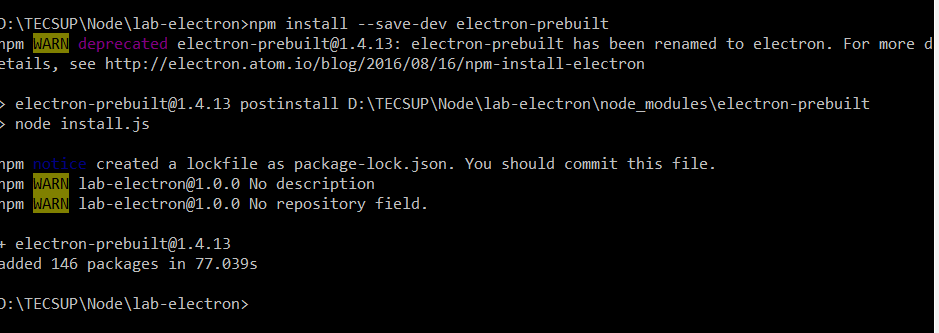 D:\TECSUP\Node\lab-electron>npm install --save-dev electron-prebuilt
npm WARN deprecated electron-prebuilt@1.4.13: electron-prebuilt has been renamed to electron. For more d
etails, see http://electron.atom.io/blog/2016/08/16/npm-install-electron
> electron-prebuilt@1.4.13 postinstall D:\TECSUP\Node\lab-electron\node_modules\electron-prebuilt
> node install.js
npm notice created a lockfile as package-lock.json. You should commit this file.
npm WARN lab-electron@1.0.0 No description
npm WARN lab-electron@1.0.0 No repository field.
+ electron-prebuilt@1.4.13
added 146 packages in 77.039s
D:\TECSUP\Node\lab-electron>